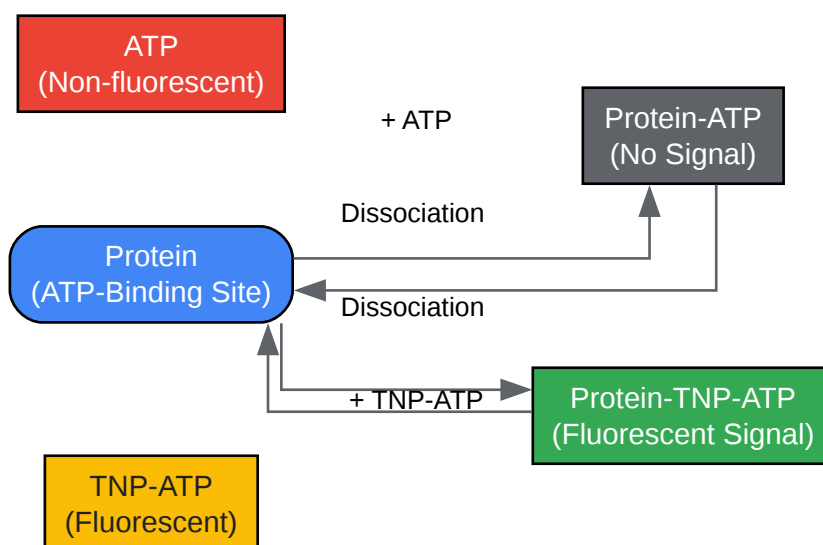 ATP
(Non-fluorescent)
+ ATP
Protein-ATP
(No Signal)
Dissociation
Protein
(ATP-Binding Site)
Dissociation
+ TNP-ATP
Protein-TNP-ATP
(Fluorescent Signal)
TNP-ATP
(Fluorescent)